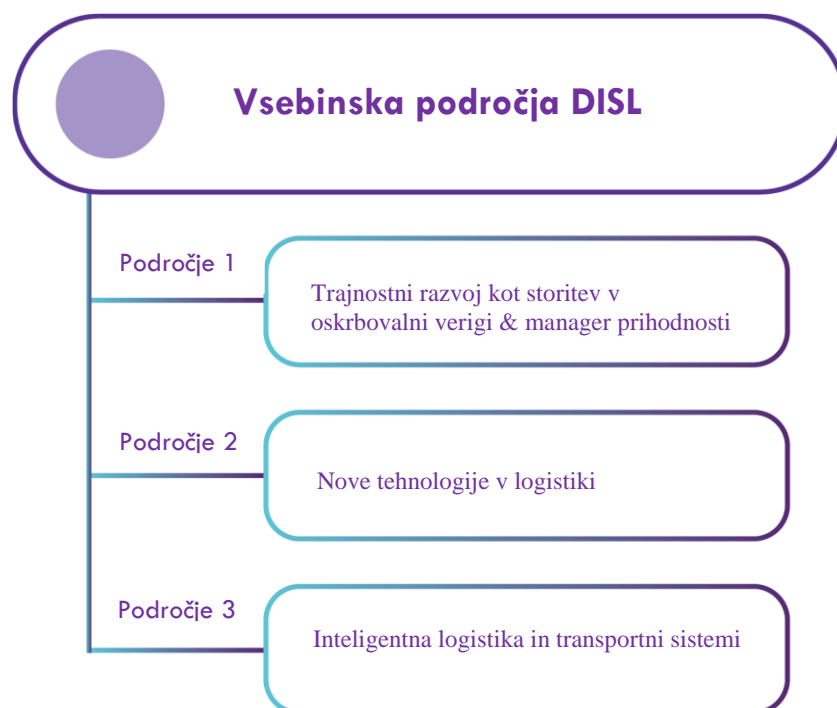 Vsebinska področja DISL
Področje 1
Trajnostni razvoj kot storitev v
oskrbovalni verigi & manager prihodnosti
Področje 2
Nove tehnologije v logistiki
Področje 3
Inteligentna logistika in transportni sistemi